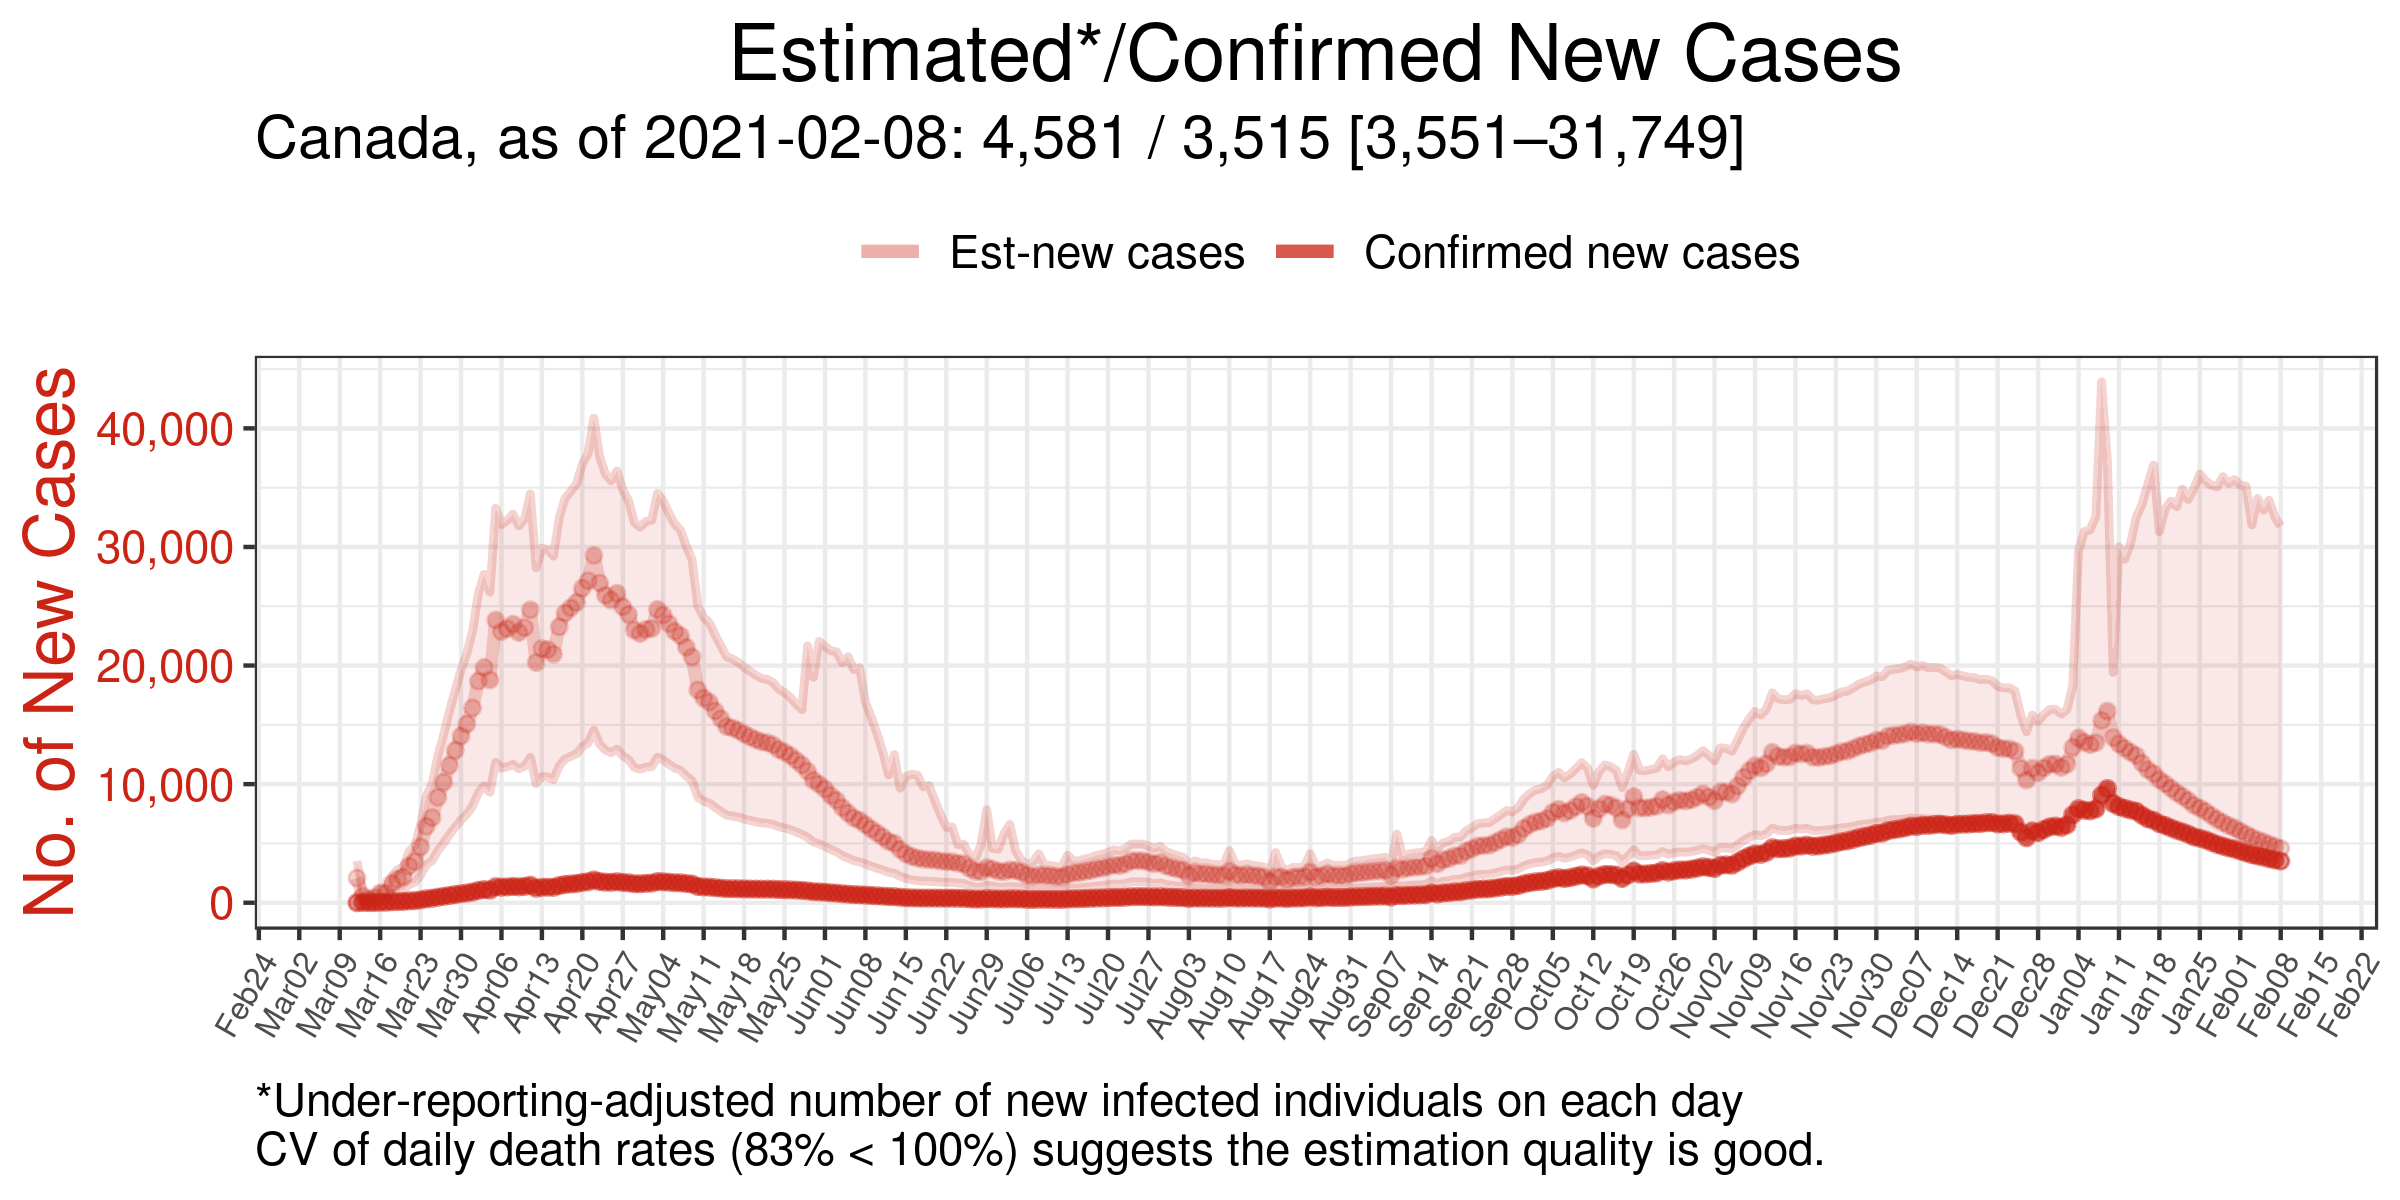 Estimated*/Confirmed New Cases
Canada, as of 2021-02-08: 4,581 / 3,515 [3,551–31,749]
Est-new cases
Confirmed new cases
No. of New Cases
40,000
30,000
20,000
10,000
0
Feb24
Mar02
Mar09
Mar16
Mar23
Mar30
Apr06
Apr13
Apr20
Apr27
May04
May11
May18
May25
Jun01
Jun08
Jun15
Jun22
Jun29
Jul06
Jul13
Jul20
Jul27
Aug03
Aug10
Aug17
Aug24
Aug31
Sep07
Sep14
Sep21
Sep28
Oct05
Oct12
Oct19
Oct26
Nov02
Nov09
Nov16
Nov23
Nov30
Dec07
Dec14
Dec21
Dec28
Jan04
Jan11
Jan18
Jan25
Feb01
Feb08
Feb15
Feb22
*Under-reporting-adjusted number of new infected individuals on each day
CV of daily death rates (83% < 100%) suggests the estimation quality is good.